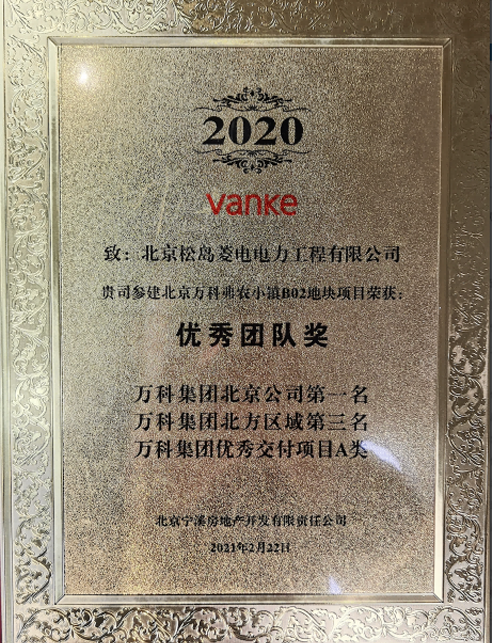 2020
vanke
致：北京松岛菱电电力工程有限公司
贵司参建北京万科弗农小镇B02地块项目荣获：
优秀团队奖
万科集团北京公司第一名
万科集团北方区域第三名
万科集团优秀交付项目A类
北京宁溪房地产开发有限责任公司
2021年2月22日